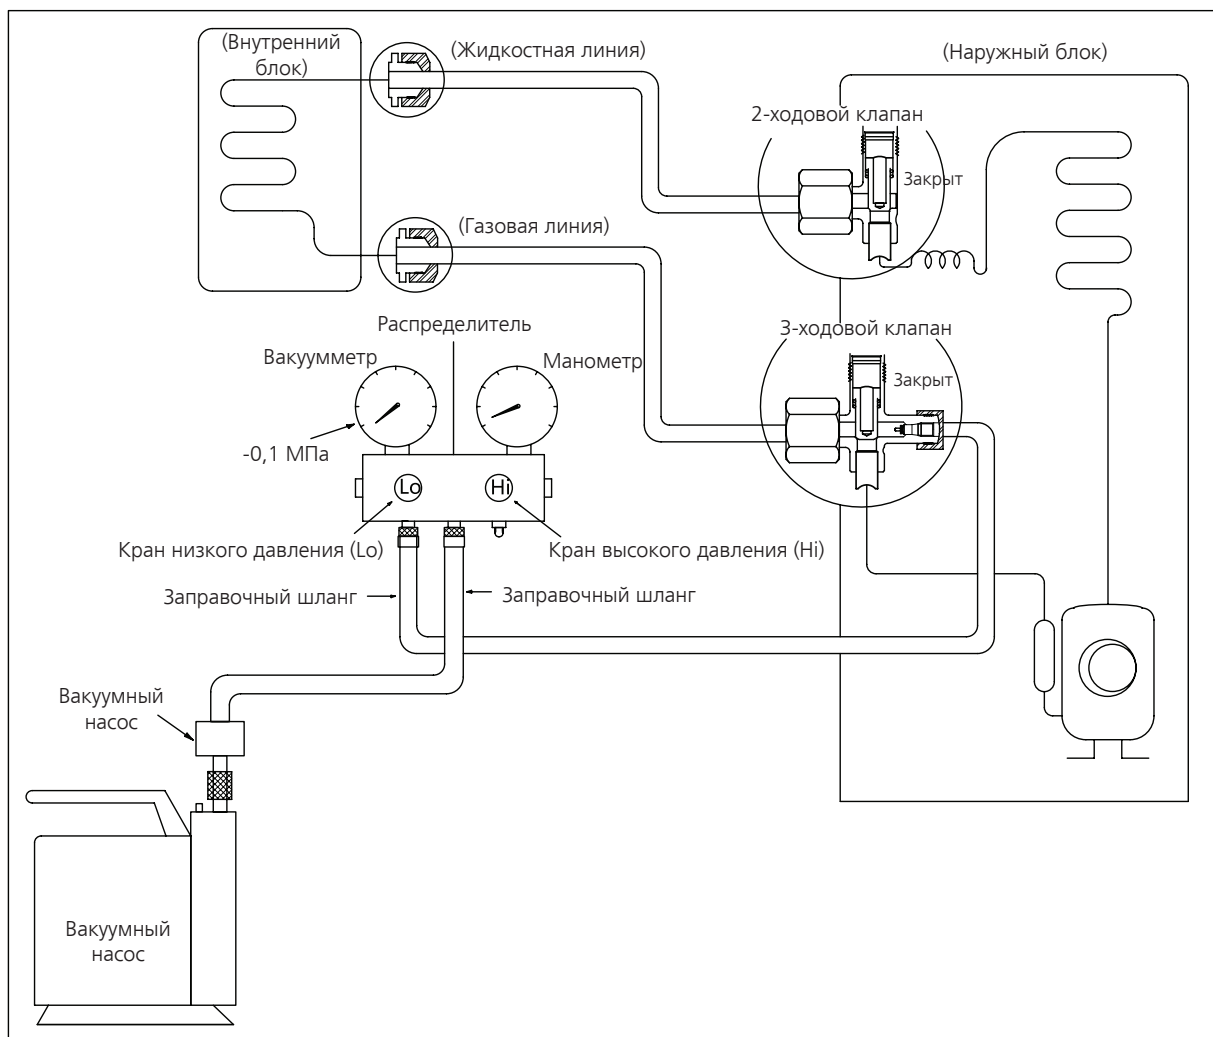 (Внутренний
блок)
(Жидкостная линия)
(Наружный блок)
2-ходовой клапан
Закрыт
(Газовая линия)
Распределитель
3-ходовой клапан
Вакуумметр
Манометр
Закрыт
-0,1 МПа
Lo
Hi
Кран низкого давления (Lo)
Кран высокого давления (Hi)
Заправочный шланг
Заправочный шланг
Вакуумный
насос
Вакуумный
насос